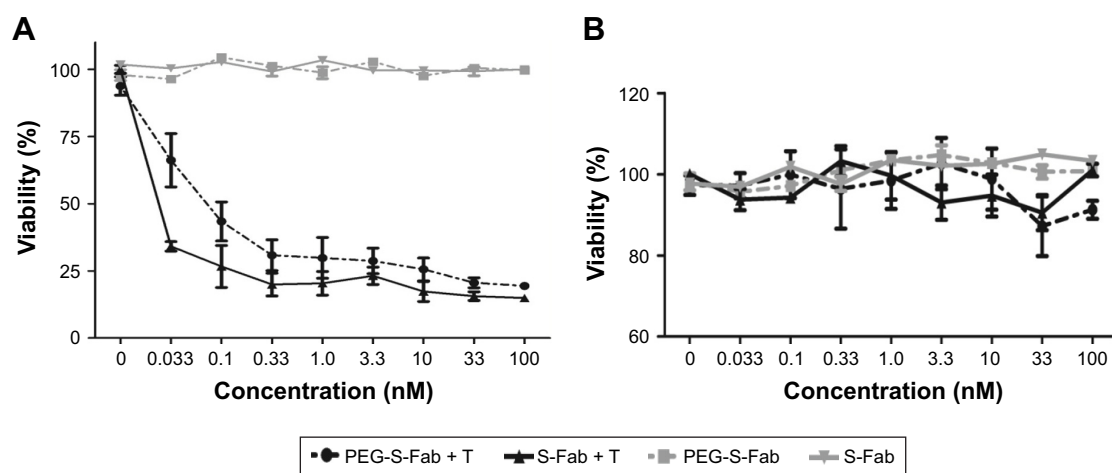 A
B
Viability (%)
100
75
50
25
0
0 0.033 0.1 0.33 1.0 3.3 10 33 100
Concentration (nM)
Viability (%)
120
100
80
60
0 0.033 0.1 0.33 1.0 3.3 10 33 100
Concentration (nM)
PEG-S-Fab + T S-Fab + T PEG-S-Fab S-Fab